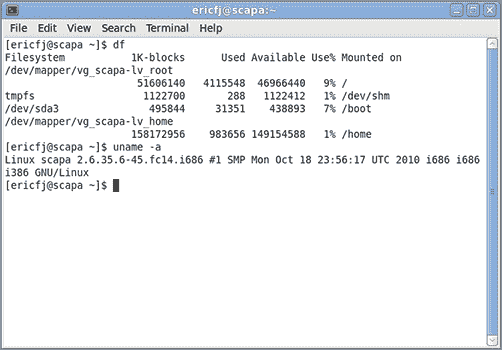 ericfj@scapa:~
File Edit View Search Terminal Help
[ericfj@scapa ~]$ df
Filesystem           1K-blocks      Used Available Use% Mounted on
/dev/mapper/vg_scapa-lv_root
                      51606140   4115548  46966440   9% /
tmpfs                  1122700       288   1122412   1% /dev/shm
/dev/sda3               495844     31351    438893   7% /boot
/dev/mapper/vg_scapa-lv_home
                     158172956    983656 149154588   1% /home
[ericfj@scapa ~]$ uname -a
Linux scapa 2.6.35.6-45.fc14.i686 #1 SMP Mon Oct 18 23:56:17 UTC 2010 i686 i686
i386 GNU/Linux
[ericfj@scapa ~]$